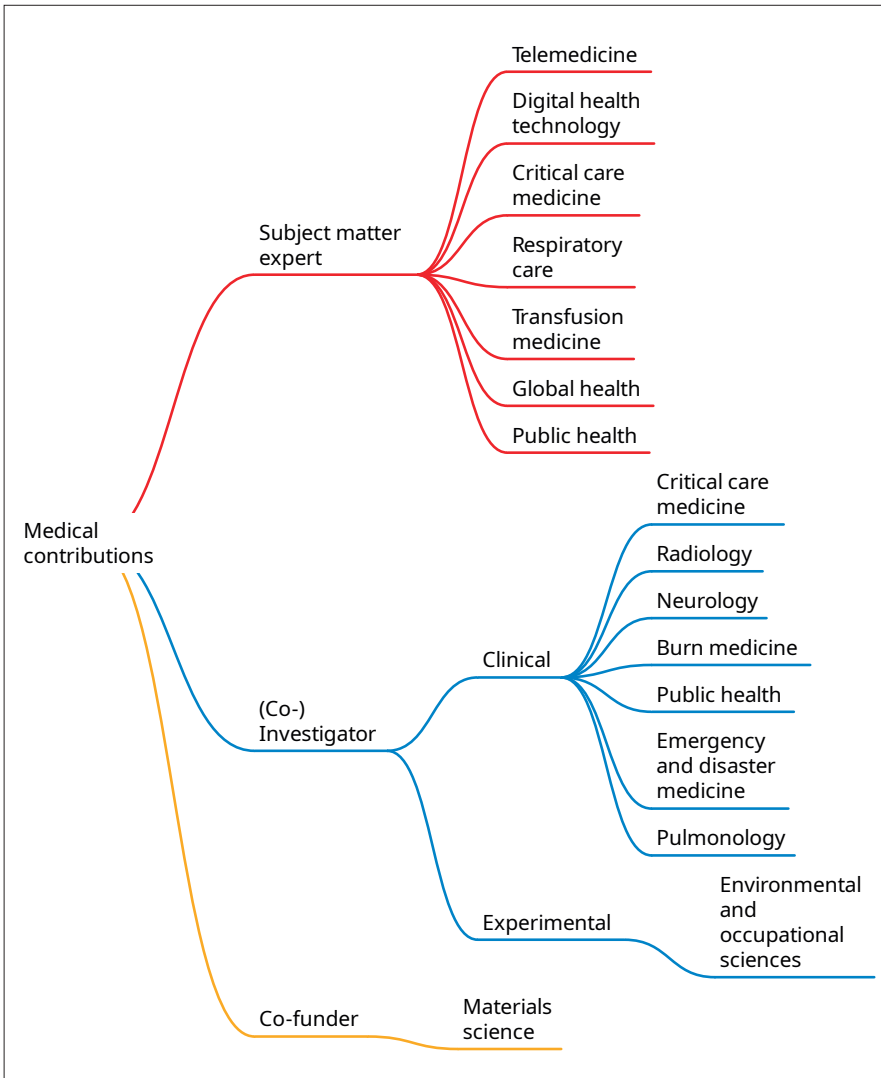 Telemedicine
Digital health
technology
Critical care
medicine
Subject matter
expert
Respiratory
care
Transfusion
medicine
Global health
Public health
Medical
contributions
Critical care
medicine
Radiology
Neurology
Clinical
Burn medicine
Public health
(Co-)
Investigator
Emergency
and disaster
medicine
Pulmonology
Experimental
Environmental
and
occupational
sciences
Co-funder
Materials
science